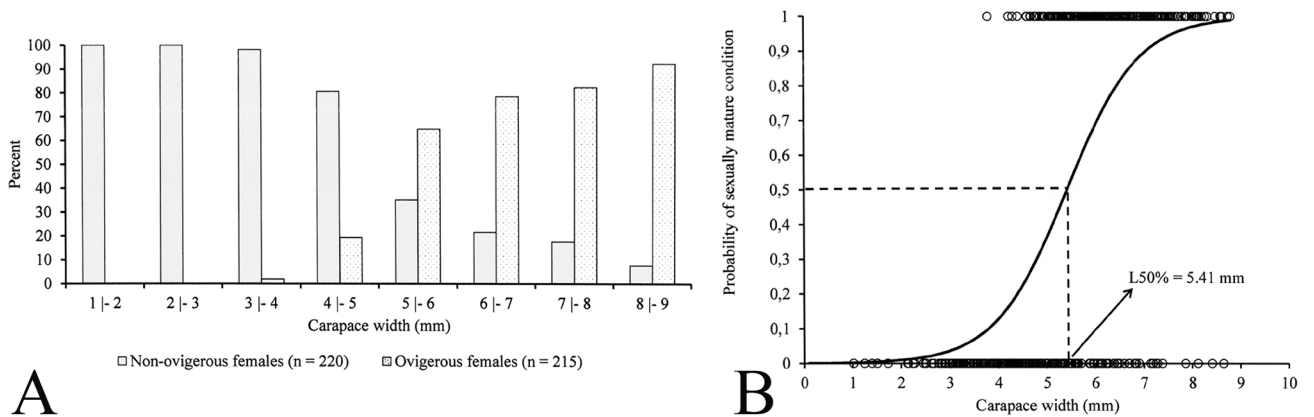 100
90
80
70
60
50
40
30
20
10
0
Percent
1 |- 2 2 |- 3 3 |- 4 4 |- 5 5 |- 6 6 |- 7 7 |- 8 8 |- 9
Carapace width (mm)
Non-ovigerous females (n = 220) Ovigerous females (n = 215)
A
1
0,9
0,8
0,7
0,6
0,5
0,4
0,3
0,2
0,1
0
Probability of sexually mature condition
L50% = 5.41 mm
0 1 2 3 4 5 6 7 8 9 10
Carapace width (mm)
B